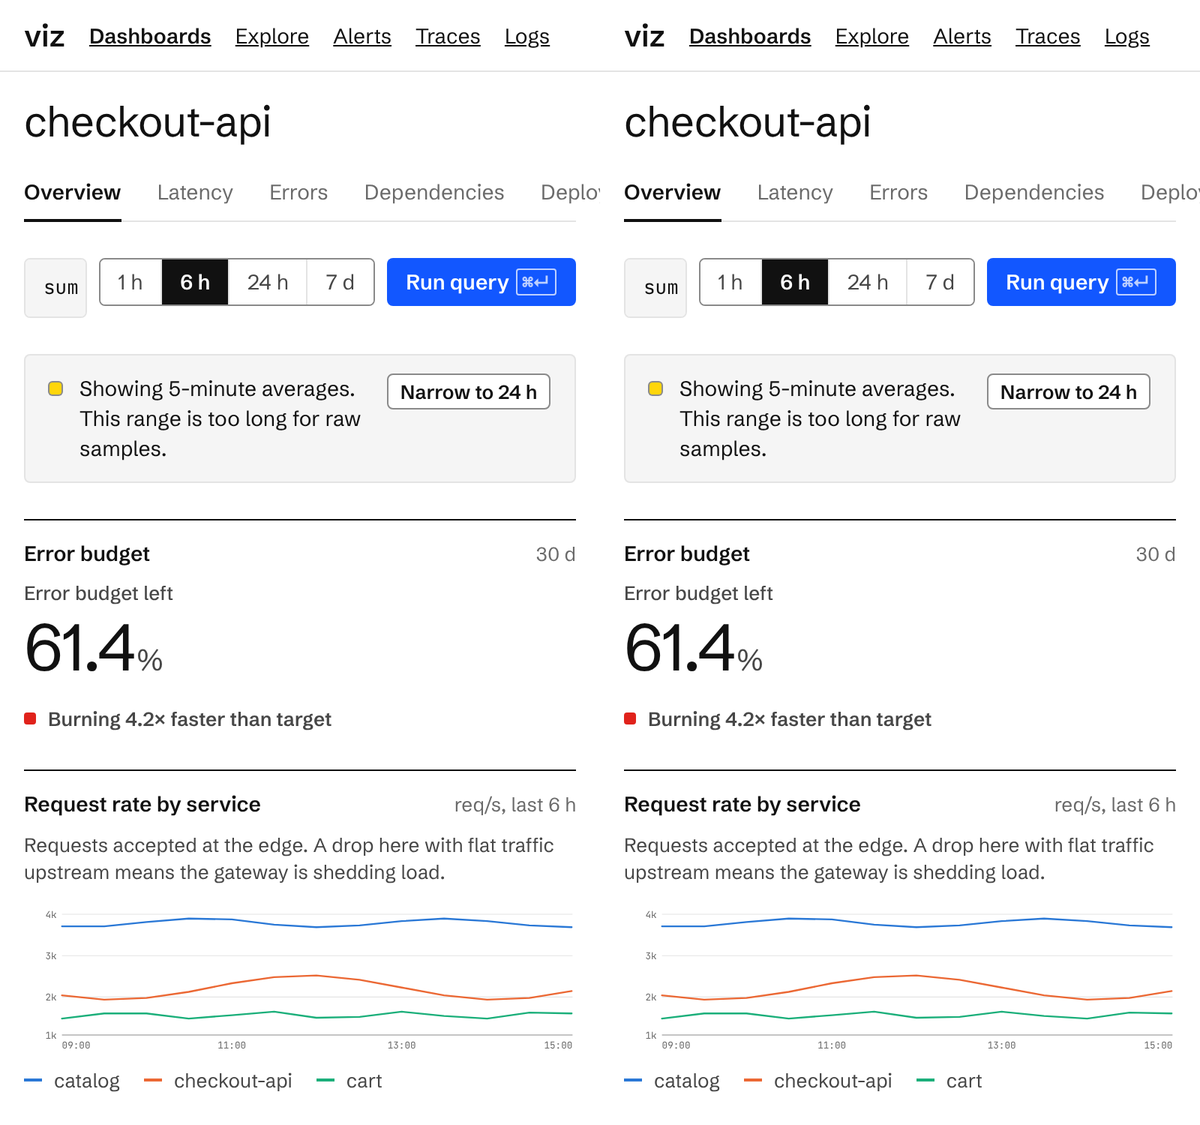 viz Dashboards Explore Alerts Traces Logs
checkout-api
Overview Latency Errors Dependencies Deplo
sum 1 h 6 h 24 h 7 d Run query ⌘↵
Showing 5-minute averages.
This range is too long for raw
samples.
Narrow to 24 h
Error budget 30 d
Error budget left
61.4%
Burning 4.2× faster than target
Request rate by service req/s, last 6 h
Requests accepted at the edge. A drop here with flat traffic
upstream means the gateway is shedding load.
4k
3k
2k
1k
09:00 11:00 13:00 15:00
catalog checkout-api cart
viz Dashboards Explore Alerts Traces Logs
checkout-api
Overview Latency Errors Dependencies Deplov
sum 1 h 6 h 24 h 7 d Run query ⌘↵
Showing 5-minute averages.
This range is too long for raw
samples.
Narrow to 24 h
Error budget 30 d
Error budget left
61.4%
Burning 4.2× faster than target
Request rate by service req/s, last 6 h
Requests accepted at the edge. A drop here with flat traffic
upstream means the gateway is shedding load.
4k
3k
2k
1k
09:00 11:00 13:00 15:00
catalog checkout-api cart